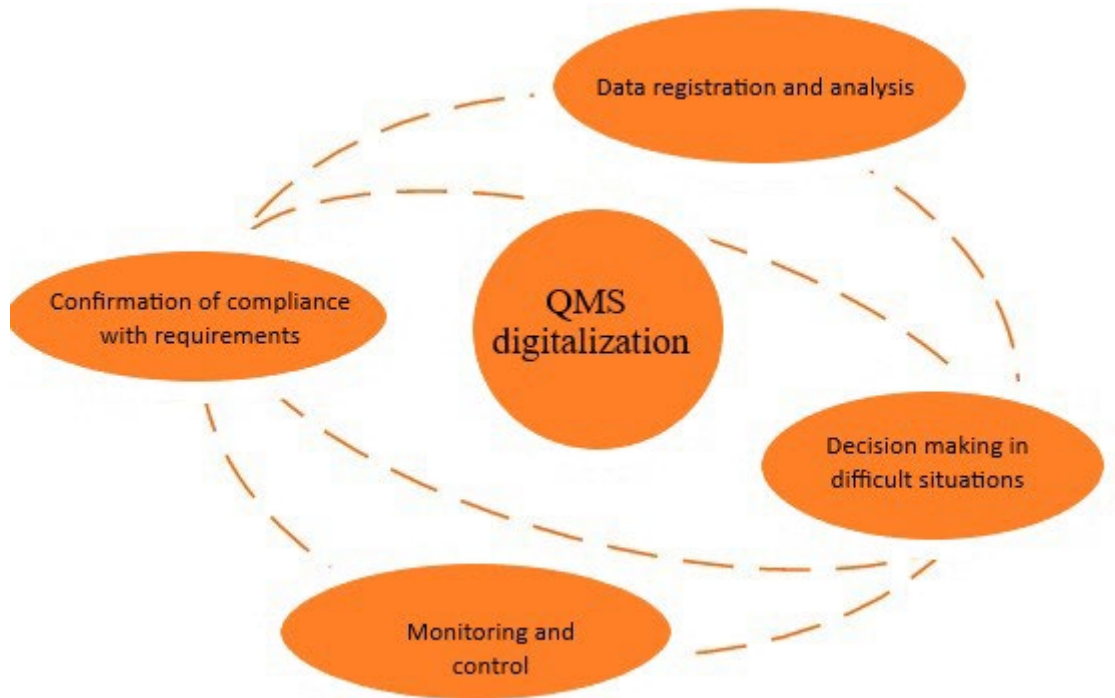 Data registration and analysis
Confirmation of compliance
with requirements
QMS
digitalization
Decision making in
difficult situations
Monitoring and
control